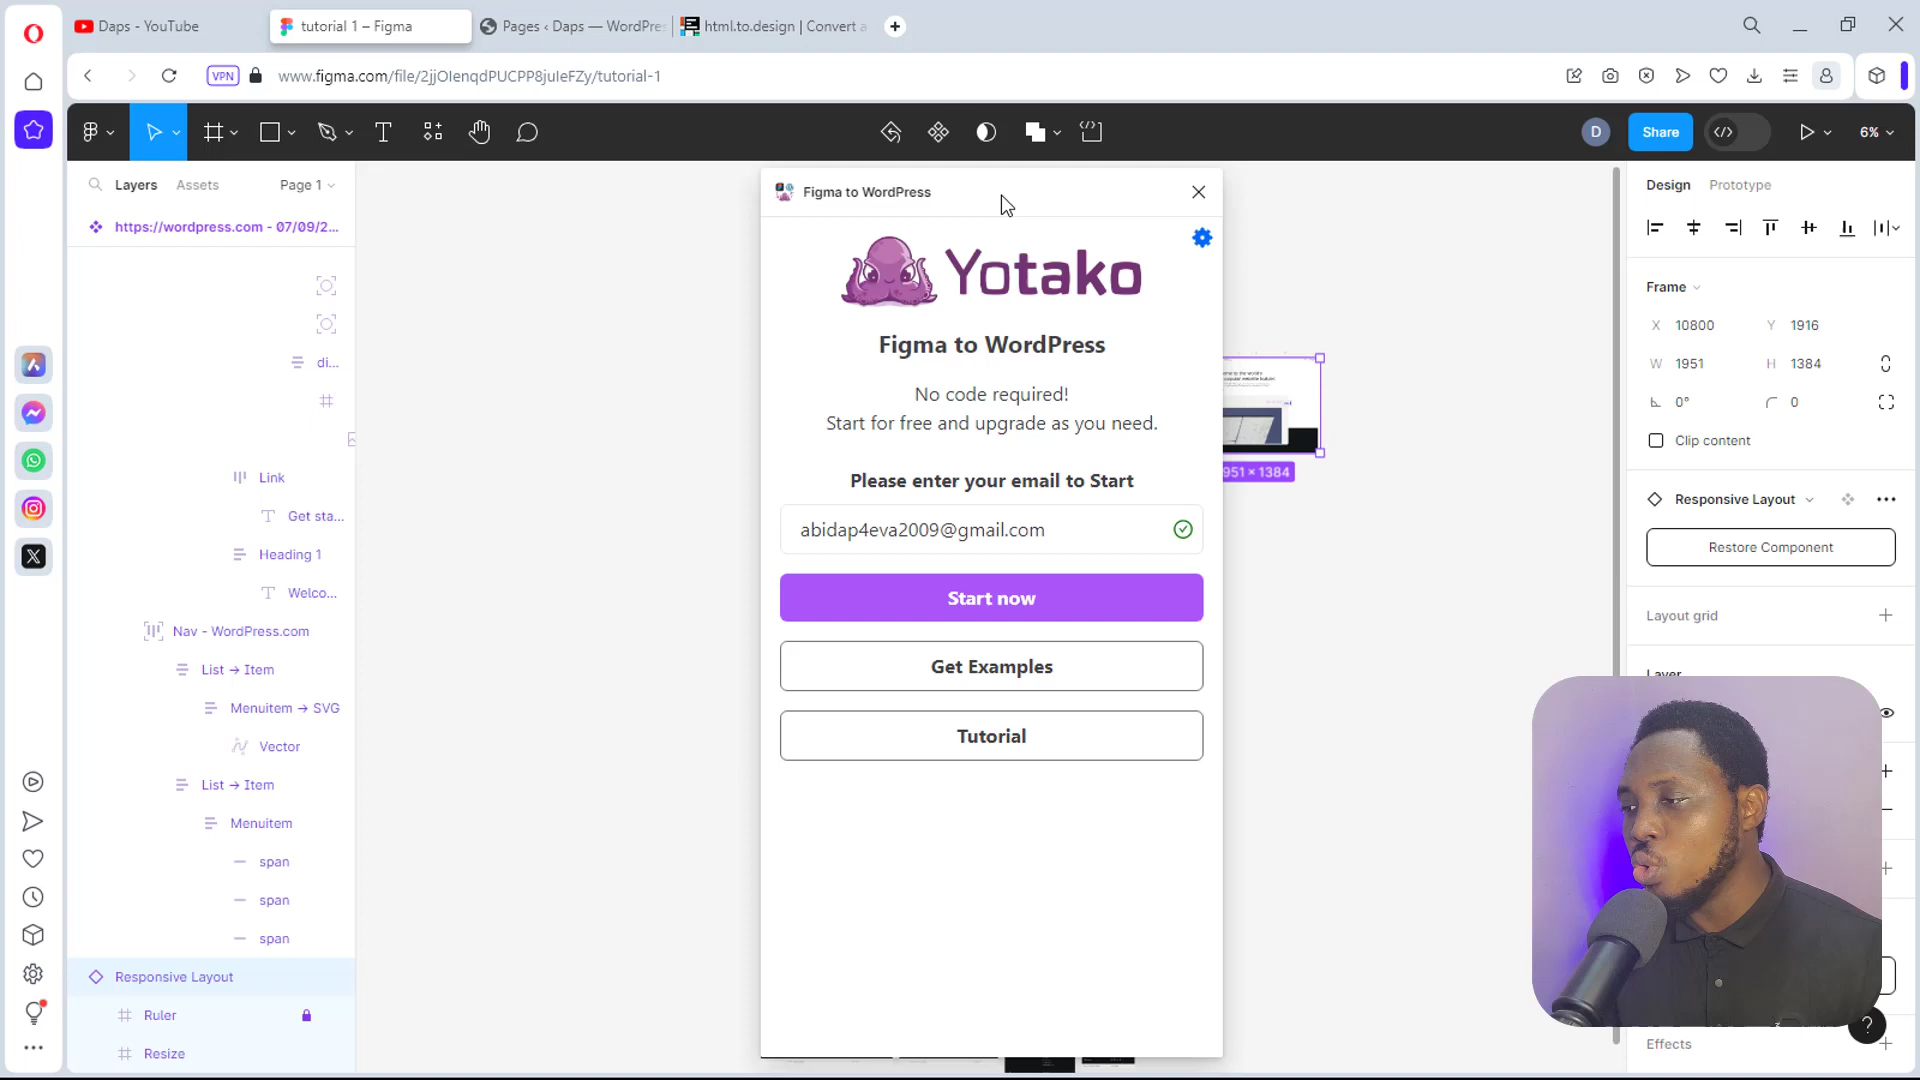 Daps - YouTube
tutorial 1 – Figma
Pages ‹ Daps — WordPres
html.to.design | Convert a
VPN
www.figma.com/file/2jjOIenqdPUCPP8juIeFZy/tutorial-1
D
Share
6%
Layers
Assets
Page 1
https://wordpress.com - 07/09/2...
di...
Link
Get sta...
Heading 1
Welco...
Nav - WordPress.com
List → Item
Menuitem → SVG
Vector
List → Item
Menuitem
span
span
span
Responsive Layout
Ruler
Resize
Figma to WordPress
Yotako
Figma to WordPress
No code required!
Start for free and upgrade as you need.
Please enter your email to Start
abidap4eva2009@gmail.com
Start now
Get Examples
Tutorial
951 × 1384
Design
Prototype
Frame
X 10800
Y 1916
W 1951
H 1384
0°
0
Clip content
Responsive Layout
Restore Component
Layout grid
Layer
Effects
?